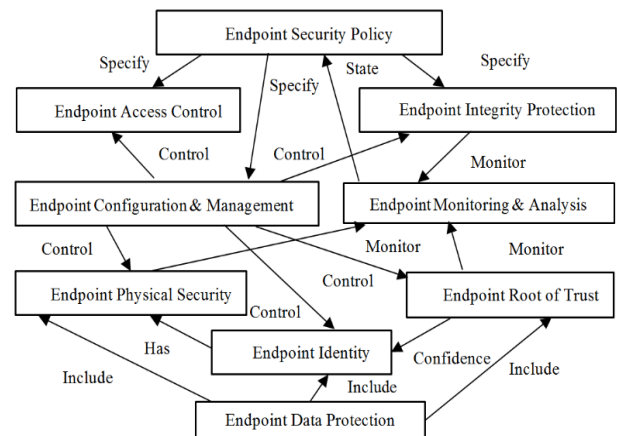 Endpoint Security Policy
Specify
Specify
State
Specify
Endpoint Access Control
Endpoint Integrity Protection
Control
Control
Monitor
Endpoint Configuration & Management
Endpoint Monitoring & Analysis
Control
Monitor
Monitor
Endpoint Physical Security
Control
Endpoint Root of Trust
Control
Has
Endpoint Identity
Confidence
Include
Include
Include
Endpoint Data Protection